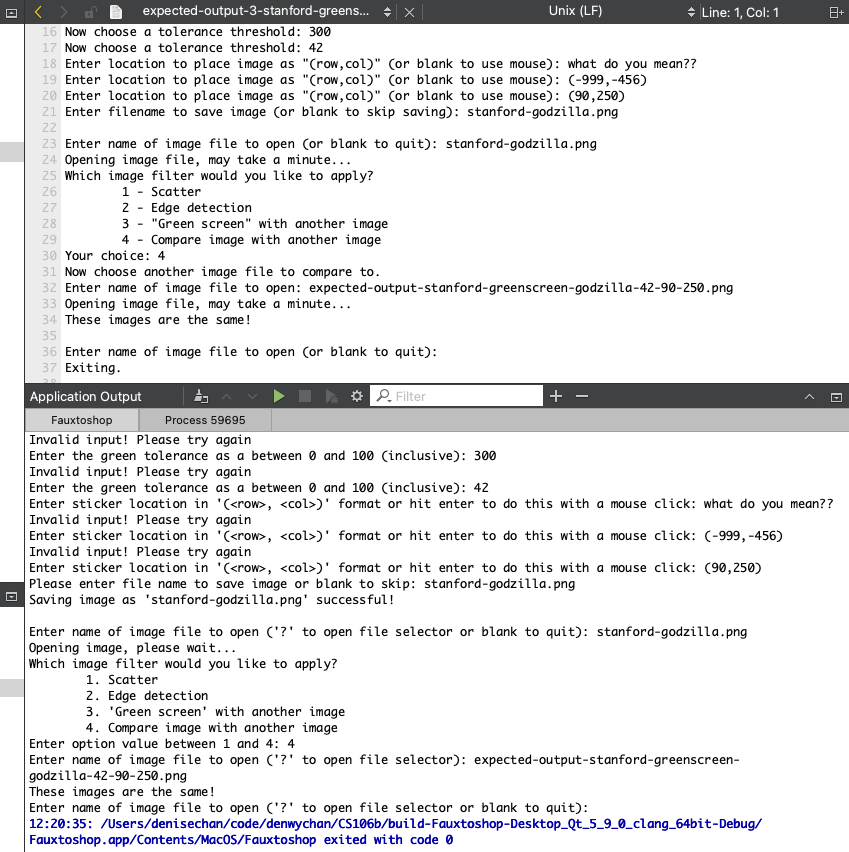 expected-output-3-stanford-greens...
Unix (LF)
Line: 1, Col: 1
16 Now choose a tolerance threshold: 300
17 Now choose a tolerance threshold: 42
18 Enter location to place image as "(row,col)" (or blank to use mouse): what do you mean??
19 Enter location to place image as "(row,col)" (or blank to use mouse): (-999,-456)
20 Enter location to place image as "(row,col)" (or blank to use mouse): (90,250)
21 Enter filename to save image (or blank to skip saving): stanford-godzilla.png
22
23 Enter name of image file to open (or blank to quit): stanford-godzilla.png
24 Opening image file, may take a minute...
25 Which image filter would you like to apply?
26 1 - Scatter
27 2 - Edge detection
28 3 - "Green screen" with another image
29 4 - Compare image with another image
30 Your choice: 4
31 Now choose another image file to compare to.
32 Enter name of image file to open: expected-output-stanford-greenscreen-godzilla-42-90-250.png
33 Opening image file, may take a minute...
34 These images are the same!
35
36 Enter name of image file to open (or blank to quit):
37 Exiting.
38
Application Output
Filter
Fauxtoshop
Process 59695
Invalid input! Please try again
Enter the green tolerance as a between 0 and 100 (inclusive): 300
Invalid input! Please try again
Enter the green tolerance as a between 0 and 100 (inclusive): 42
Enter sticker location in '(<row>, <col>)' format or hit enter to do this with a mouse click: what do you mean??
Invalid input! Please try again
Enter sticker location in '(<row>, <col>)' format or hit enter to do this with a mouse click: (-999,-456)
Invalid input! Please try again
Enter sticker location in '(<row>, <col>)' format or hit enter to do this with a mouse click: (90,250)
Please enter file name to save image or blank to skip: stanford-godzilla.png
Saving image as 'stanford-godzilla.png' successful!
Enter name of image file to open ('?' to open file selector or blank to quit): stanford-godzilla.png
Opening image, please wait...
Which image filter would you like to apply?
1. Scatter
2. Edge detection
3. 'Green screen' with another image
4. Compare image with another image
Enter option value between 1 and 4: 4
Enter name of image file to open ('?' to open file selector): expected-output-stanford-greenscreen-
godzilla-42-90-250.png
These images are the same!
Enter name of image file to open ('?' to open file selector or blank to quit):
12:20:35: /Users/denisechan/code/denwychan/CS106b/build-Fauxtoshop-Desktop_Qt_5_9_0_clang_64bit-Debug/
Fauxtoshop.app/Contents/MacOS/Fauxtoshop exited with code 0